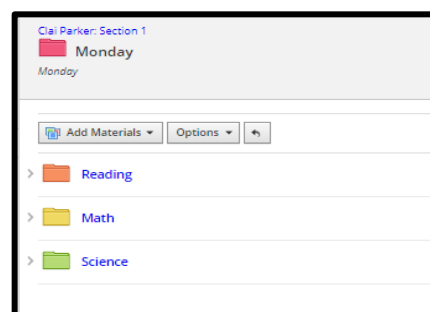 Clai Parker: Section 1
Monday
Monday
Add Materials Options
Reading
Math
Science